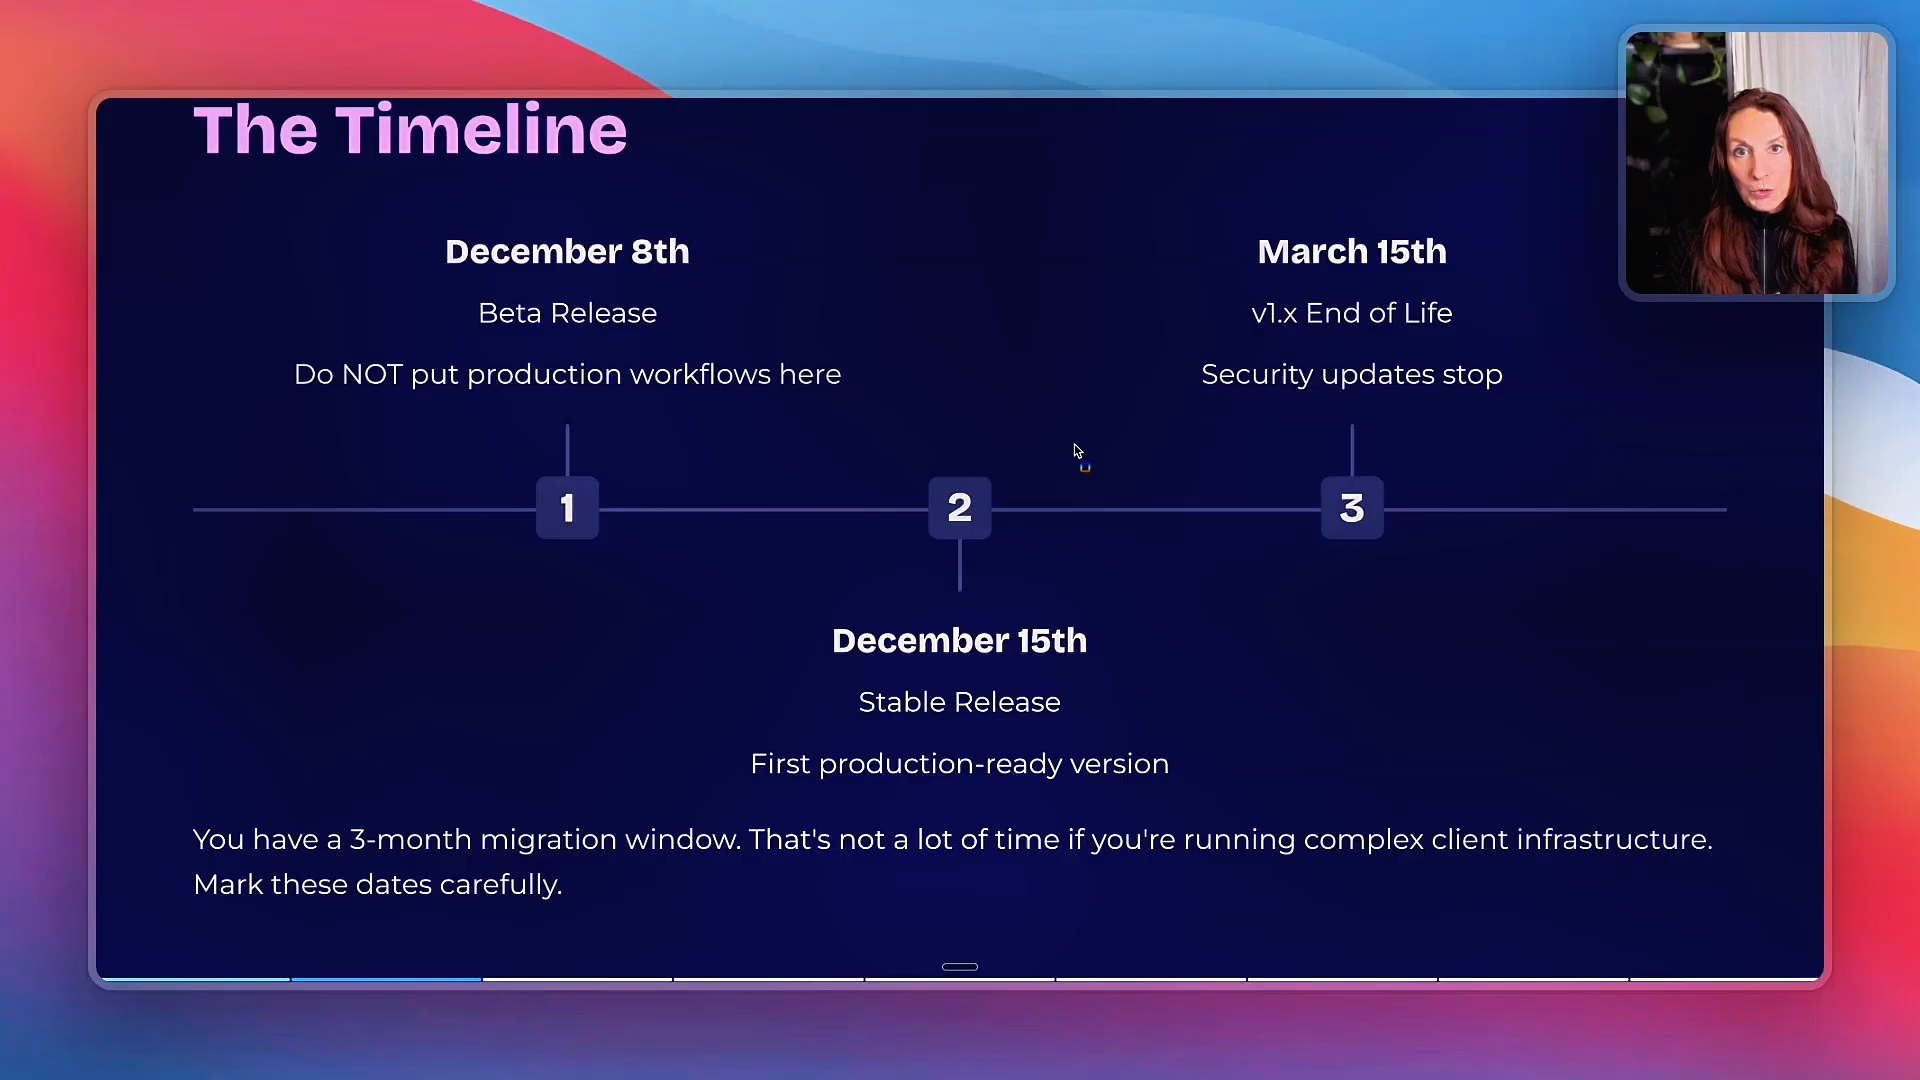 The Timeline
December 8th
Beta Release
Do NOT put production workflows here
March 15th
v1.x End of Life
Security updates stop
1
2
3
December 15th
Stable Release
First production-ready version
You have a 3-month migration window. That's not a lot of time if you're running complex client infrastructure.
Mark these dates carefully.